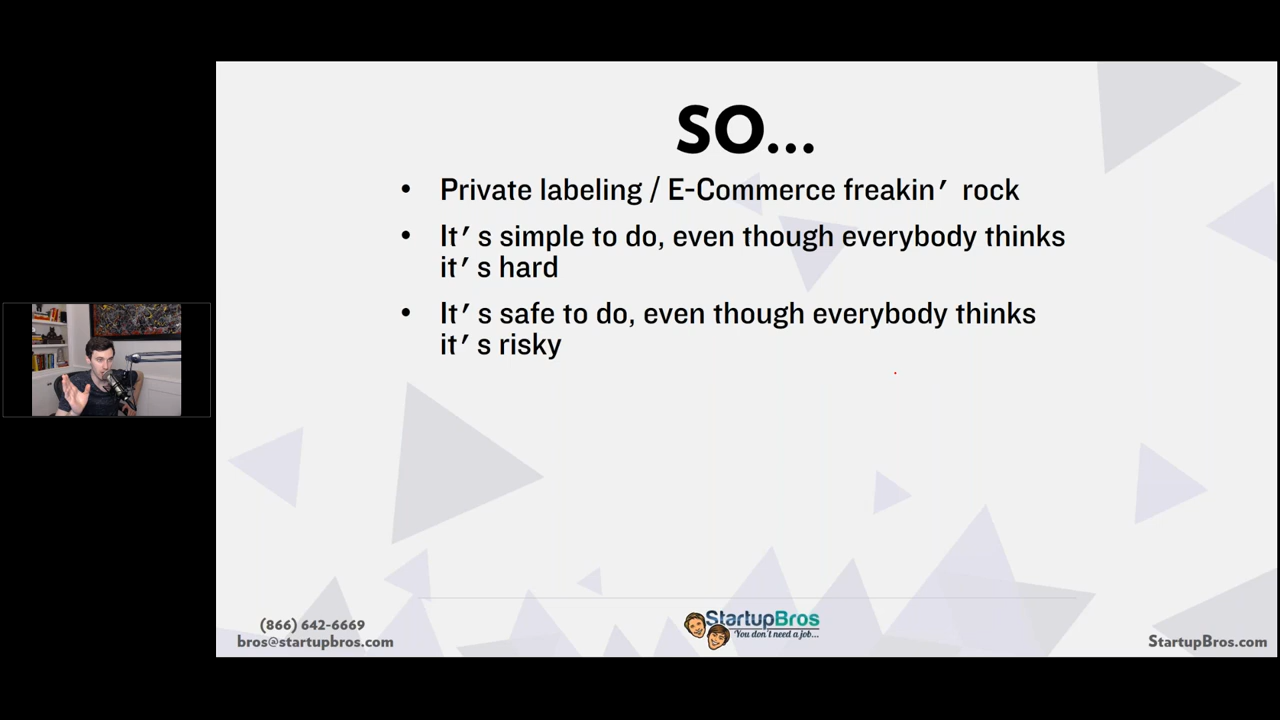 SO...
• Private labeling / E-Commerce freakin’ rock
• It’s simple to do, even though everybody thinks
it’s hard
• It’s safe to do, even though everybody thinks
it’s risky
(866) 642-6669
bros@startupbros.com
StartupBros
You don't need a job...
StartupBros.com